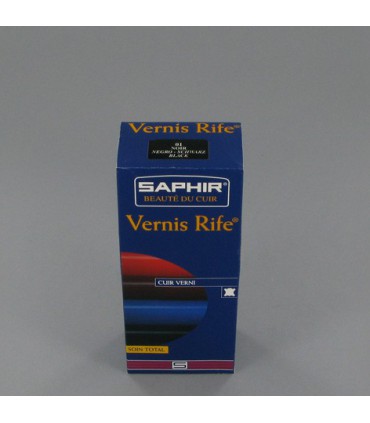 Vernis Rife®
01
NOIR
NEGRO - SCHWARZ
BLACK
SAPHIR®
BEAUTÉ DU CUIR
Vernis Rife®
CUIR VERNI
SOIN TOTAL
S